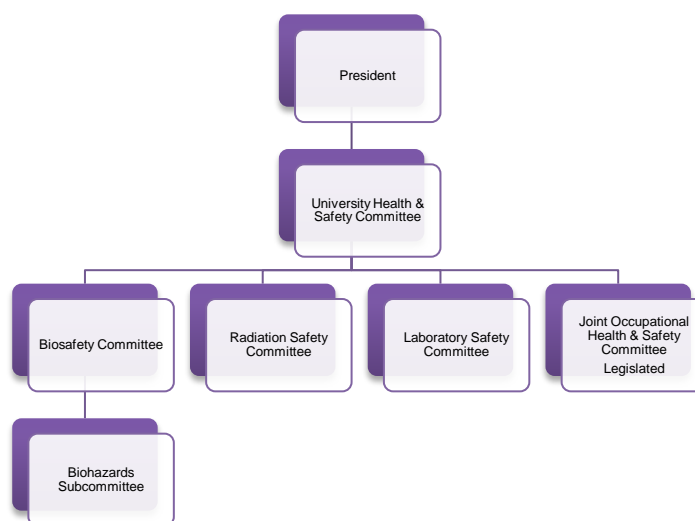 President
University Health &
Safety Committee
Biosafety Committee
Radiation Safety
Committee
Laboratory Safety
Committee
Joint Occupational
Health & Safety
Committee
Legislated
Biohazards
Subcommittee